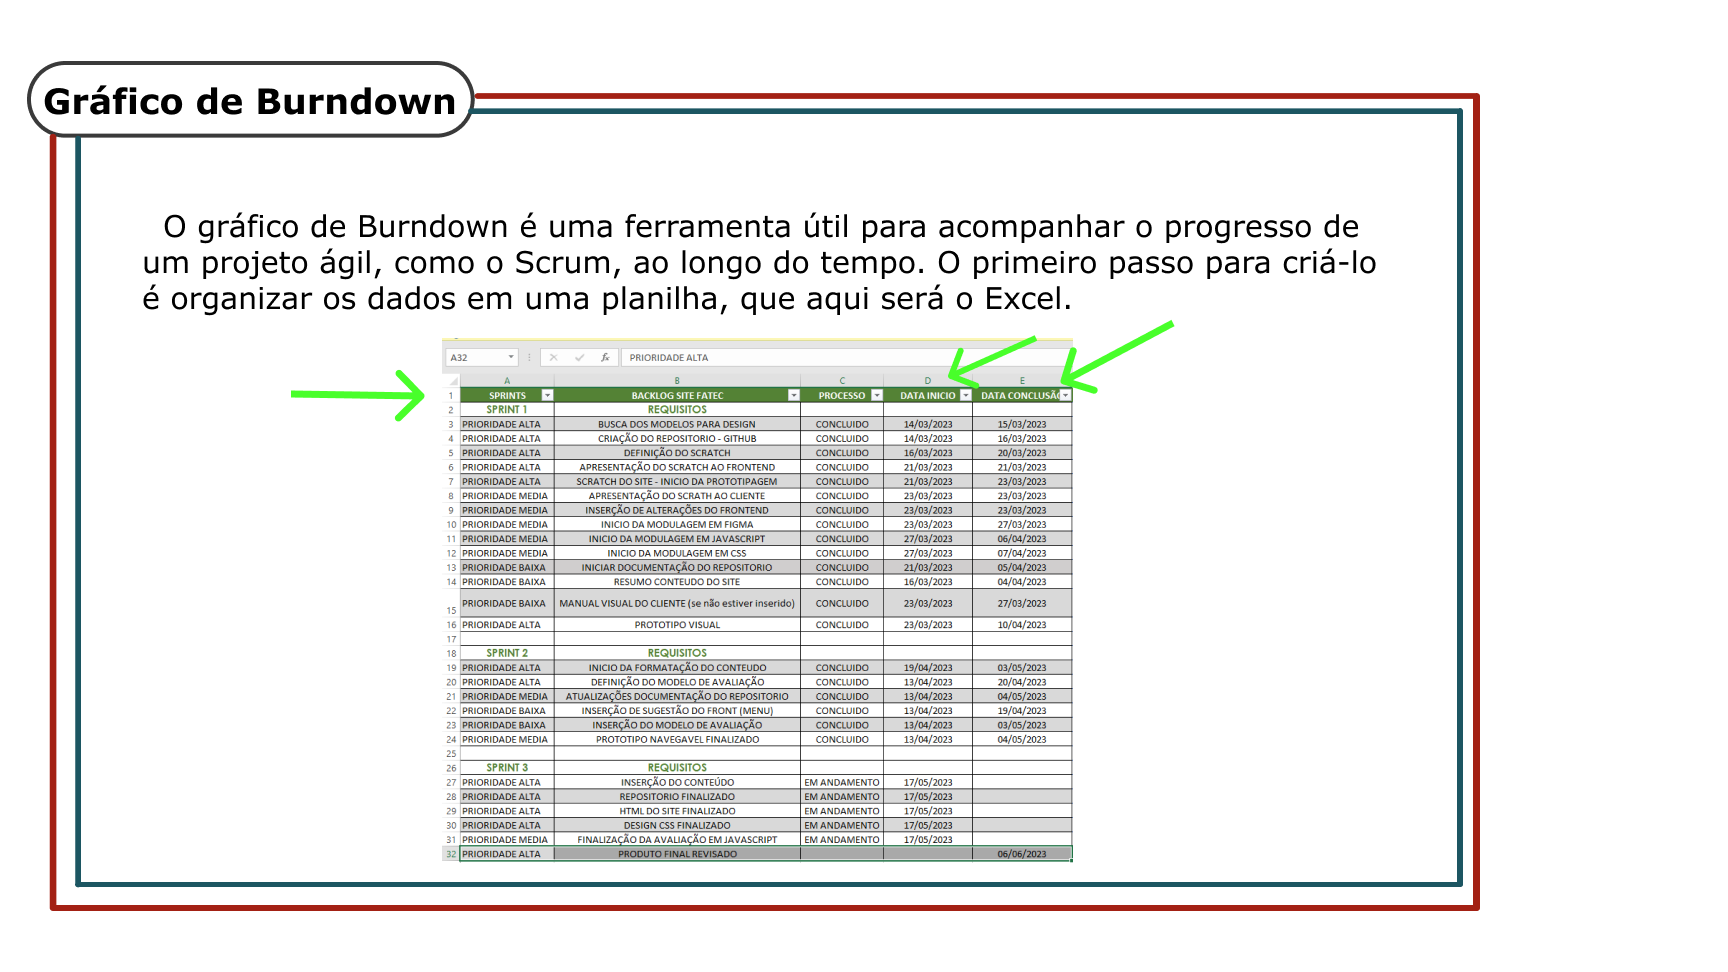 Gráfico de Burndown
O gráfico de Burndown é uma ferramenta útil para acompanhar o progresso de
um projeto ágil, como o Scrum, ao longo do tempo. O primeiro passo para criá-lo
é organizar os dados em uma planilha, que aqui será o Excel.
A32 fx PRIORIDADE ALTA
A B C D E
1 SPRINTS BACKLOG SITE FATEC PROCESSO DATA INICIO DATA CONCLUSÃO
2 SPRINT 1 REQUISITOS
3 PRIORIDADE ALTA BUSCA DOS MODELOS PARA DESIGN CONCLUIDO 14/03/2023 15/03/2023
4 PRIORIDADE ALTA CRIAÇÃO DO REPOSITORIO - GITHUB CONCLUIDO 14/03/2023 16/03/2023
5 PRIORIDADE ALTA DEFINIÇÃO DO SCRATCH CONCLUIDO 16/03/2023 20/03/2023
6 PRIORIDADE ALTA APRESENTAÇÃO DO SCRATCH AO FRONTEND CONCLUIDO 21/03/2023 21/03/2023
7 PRIORIDADE ALTA SCRATCH DO SITE - INICIO DA PROTOTIPAGEM CONCLUIDO 21/03/2023 23/03/2023
8 PRIORIDADE MEDIA APRESENTAÇÃO DO SCRATH AO CLIENTE CONCLUIDO 23/03/2023 23/03/2023
9 PRIORIDADE MEDIA INSERÇÃO DE ALTERAÇÕES DO FRONTEND CONCLUIDO 23/03/2023 23/03/2023
10 PRIORIDADE MEDIA INICIO DA MODULAGEM EM FIGMA CONCLUIDO 23/03/2023 27/03/2023
11 PRIORIDADE MEDIA INICIO DA MODULAGEM EM JAVASCRIPT CONCLUIDO 27/03/2023 06/04/2023
12 PRIORIDADE MEDIA INICIO DA MODULAGEM EM CSS CONCLUIDO 27/03/2023 07/04/2023
13 PRIORIDADE BAIXA INICIAR DOCUMENTAÇÃO DO REPOSITORIO CONCLUIDO 21/03/2023 05/04/2023
14 PRIORIDADE BAIXA RESUMO CONTEUDO DO SITE CONCLUIDO 16/03/2023 04/04/2023
15 PRIORIDADE BAIXA MANUAL VISUAL DO CLIENTE (se não estiver inserido) CONCLUIDO 23/03/2023 27/03/2023
16 PRIORIDADE ALTA PROTOTIPO VISUAL CONCLUIDO 23/03/2023 10/04/2023
17
18 SPRINT 2 REQUISITOS
19 PRIORIDADE ALTA INICIO DA FORMATAÇÃO DO CONTEUDO CONCLUIDO 19/04/2023 03/05/2023
20 PRIORIDADE ALTA DEFINIÇÃO DO MODELO DE AVALIAÇÃO CONCLUIDO 13/04/2023 20/04/2023
21 PRIORIDADE MEDIA ATUALIZAÇÕES DOCUMENTAÇÃO DO REPOSITORIO CONCLUIDO 13/04/2023 04/05/2023
22 PRIORIDADE BAIXA INSERÇÃO DE SUGESTÃO DO FRONT (MENU) CONCLUIDO 13/04/2023 19/04/2023
23 PRIORIDADE BAIXA INSERÇÃO DO MODELO DE AVALIAÇÃO CONCLUIDO 13/04/2023 03/05/2023
24 PRIORIDADE MEDIA PROTOTIPO NAVEGAVEL FINALIZADO CONCLUIDO 13/04/2023 04/05/2023
25
26 SPRINT 3 REQUISITOS
27 PRIORIDADE ALTA INSERÇÃO DO CONTEÚDO EM ANDAMENTO 17/05/2023
28 PRIORIDADE ALTA REPOSITORIO FINALIZADO EM ANDAMENTO 17/05/2023
29 PRIORIDADE ALTA HTML DO SITE FINALIZADO EM ANDAMENTO 17/05/2023
30 PRIORIDADE ALTA DESIGN CSS FINALIZADO EM ANDAMENTO 17/05/2023
31 PRIORIDADE MEDIA FINALIZAÇÃO DA AVALIAÇÃO EM JAVASCRIPT EM ANDAMENTO 17/05/2023
32 PRIORIDADE ALTA PRODUTO FINAL REVISADO 06/06/2023